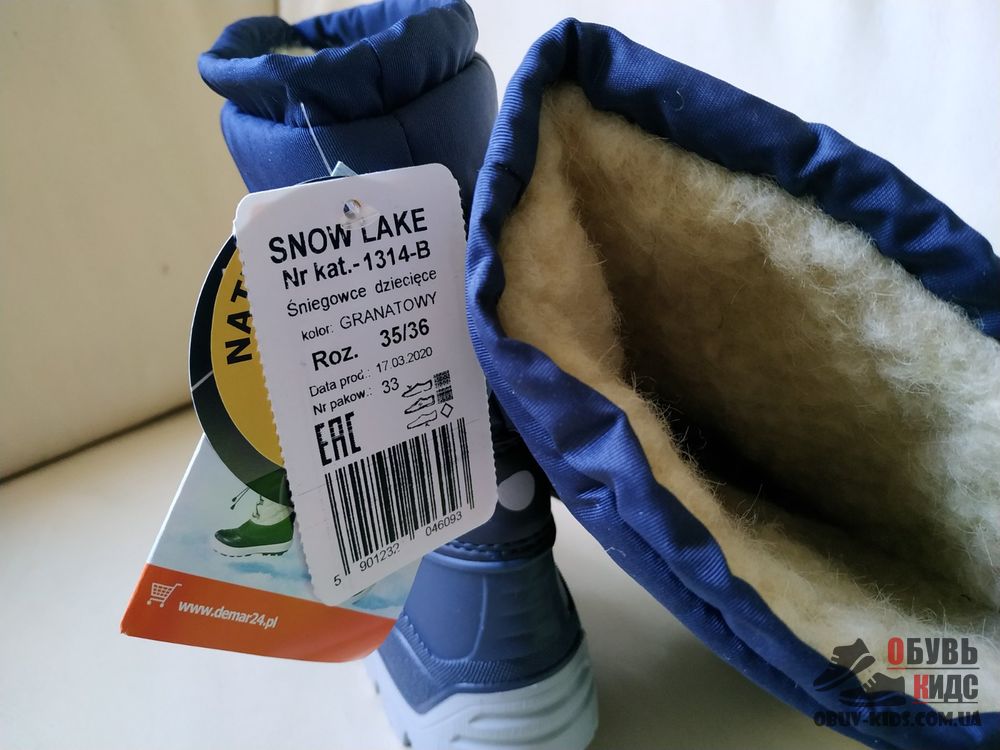 SNOW LAKE
Nr kat.-1314-B
Śniegowce dziecięce
kolor: GRANATOWY
Roz. 35/36
Data prod.: 17.03.2020
Nr pakow.: 33
EAC
5 901232 046093
NAT
www.demar24.pl
ОБУВЬ
КИДС
OBUV-KIDS.COM.UA